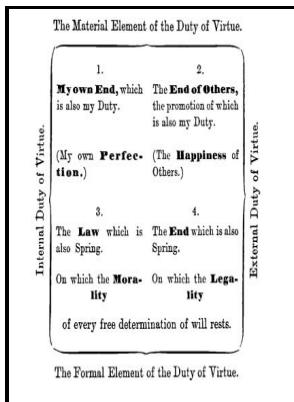 The Material Element of the Duty of Virtue.
Internal Duty of Virtue.
1.
My own End, which
is also my Duty.
(My own Perfec-
tion.)
2.
The End of Others,
the promotion of which
is also my Duty.
(The Happiness of
Others.)
3.
The Law which is
also Spring.
On which the Mora-
lity
4.
The End which is also
Spring.
On which the Lega-
lity
of every free determination of will rests.
External Duty of Virtue.
The Formal Element of the Duty of Virtue.